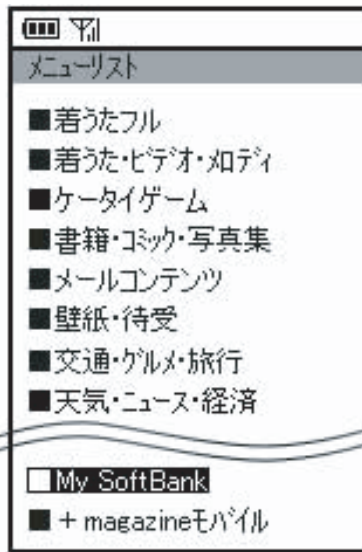 メニューリスト
■着うたフル
■着うた・ビデオ・メロディ
■ケータイゲーム
■書籍・コミック・写真集
■メールコンテンツ
■壁紙・待受
■交通・グルメ・旅行
■天気・ニュース・経済
□My SoftBank
■+magazineモバイル